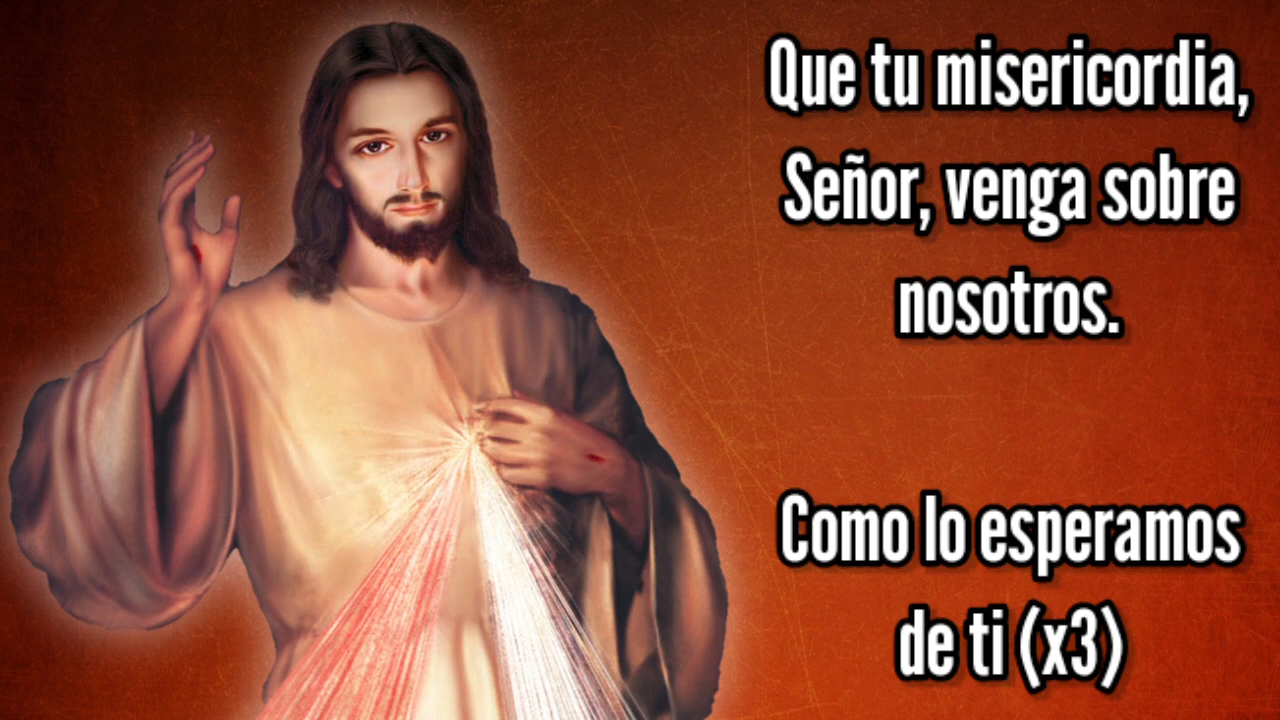 Que tu misericordia,
Señor, venga sobre
nosotros.
Como lo esperamos
de ti (x3)